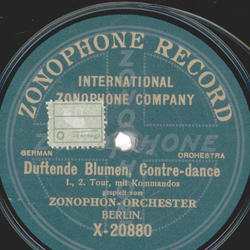 ZONOPHONE RECORD
INTERNATIONAL
ZONOPHONE COMPANY
GERMAN ORCHESTRA
Duftende Blumen, Contre-dance
1., 2. Tour, mit Kommandos
gespielt vom
ZONOPHON-ORCHESTER
BERLIN.
X-20880